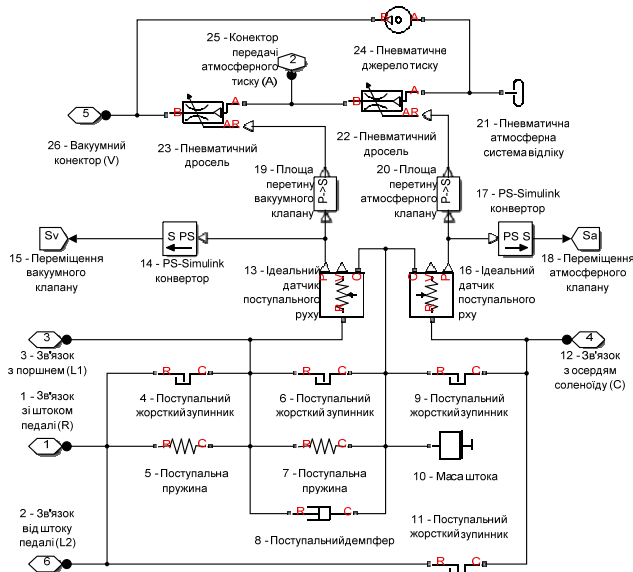 B A
25 - Конектор
передачі
атмосферного
тиску (A)
2
24 - Пневматичне
джерело тиску
5
B A
AR
B A
AR
26 - Вакуумний
конектор (V)
23 - Пневматичний
дросель
22 - Пневматичний
дросель
21 - Пневматична
атмосферна
система відліку
19 - Площа
перетину
вакуумного
клапану
P->S
20 - Площа
перетину
атмосферного
клапану
P->S
17 - PS-Simulink
конвертор
Sv
S PS
PS S
Sa
15 - Переміщення
вакуумного
клапану
14 - PS-Simulink
конвертор
13 - Ідеальний
датчик
поступального
руху
P V C
R
C V P
R
16 - Ідеальний
датчик
поступального
рху
18 - Переміщення
атмосферного
клапану
3
4
3 - Зв'язок
з поршнем (L1)
12 - Зв'язок
з осердям
соленоїду (C)
R C
R C
R C
4 - Поступальний
жорсткий зупинник
6 - Поступальний
жорсткий зупинник
9 - Поступальний
жорсткий зупинник
1 - Зв'язок
зі штоком
педалі (R)
1
R C
R C
5 - Поступальна
пружина
7 - Поступальна
пружина
10 - Маса штока
2 - Зв'язок
від штоку
педалі (L2)
R C
8 - Поступальний демпфер
11 - Поступальний
жорсткий зупинник
6
R C